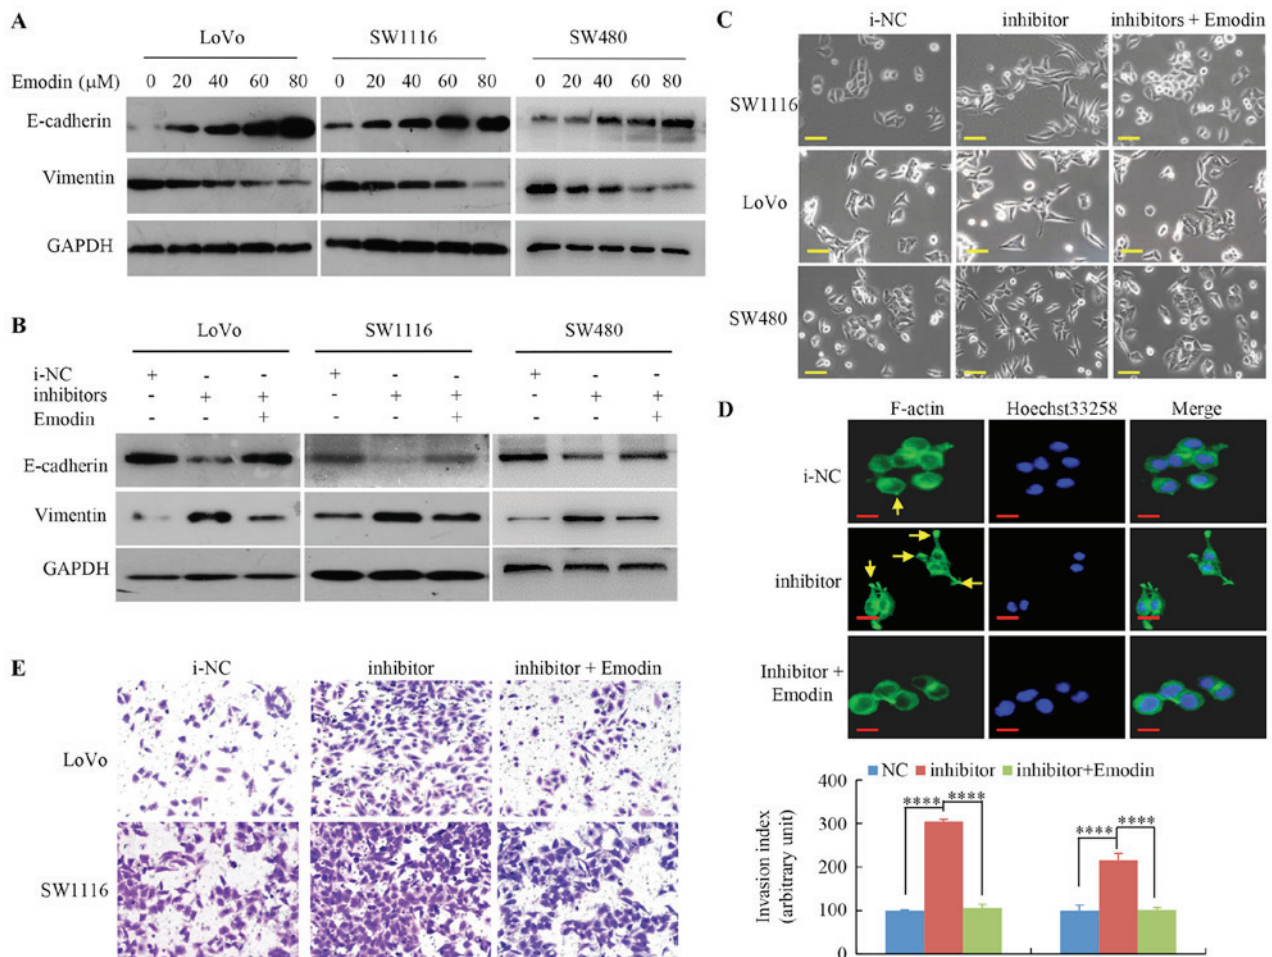 A
LoVo SW1116 SW480
Emodin (μM) 0 20 40 60 80 0 20 40 60 80 0 20 40 60 80
E-cadherin
Vimentin
GAPDH
B
LoVo SW1116 SW480
i-NC + - - + - - + - -
inhibitors - + + - + + - + +
Emodin - - + - - + - - +
E-cadherin
Vimentin
GAPDH
C
i-NC inhibitor inhibitors + Emodin
SW1116
LoVo
SW480
D
F-actin Hoechst33258 Merge
i-NC
inhibitor
Inhibitor +
Emodin
E
i-NC inhibitor inhibitor + Emodin
LoVo
SW1116
NC inhibitor inhibitor+Emodin
Invasion index
(arbitrary unit)
400
300
200
100
0
**** ****
**** ****